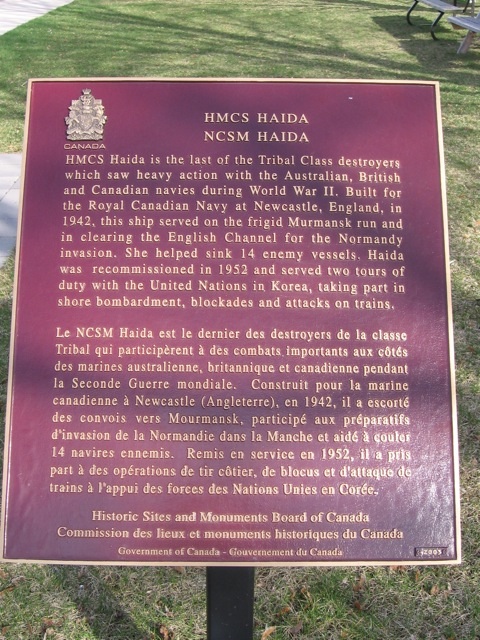 CANADA
HMCS HAIDA
NCSM HAIDA
HMCS Haida is the last of the Tribal Class destroyers
which saw heavy action with the Australian, British
and Canadian navies during World War II. Built for
the Royal Canadian Navy at Newcastle, England, in
1942, this ship served on the frigid Murmansk run and
in clearing the English Channel for the Normandy
invasion. She helped sink 14 enemy vessels. Haida
was recommissioned in 1952 and served two tours of
duty with the United Nations in Korea, taking part in
shore bombardment, blockades and attacks on trains.
Le NCSM Haida est le dernier des destroyers de la classe
Tribal qui participèrent à des combats importants aux côtés
des marines australienne, britannique et canadienne pendant
la Seconde Guerre mondiale. Construit pour la marine
canadienne à Newcastle (Angleterre), en 1942, il a escorté
des convois vers Mourmansk, participé aux préparatifs
d'invasion de la Normandie dans la Manche et aidé à couler
14 navires ennemis. Remis en service en 1952, il a pris
part à des opérations de tir côtier, de blocus et d'attaque de
trains à l'appui des forces des Nations Unies en Corée.
Historic Sites and Monuments Board of Canada
Commission des lieux et monuments historiques du Canada
Government of Canada - Gouvernement du Canada